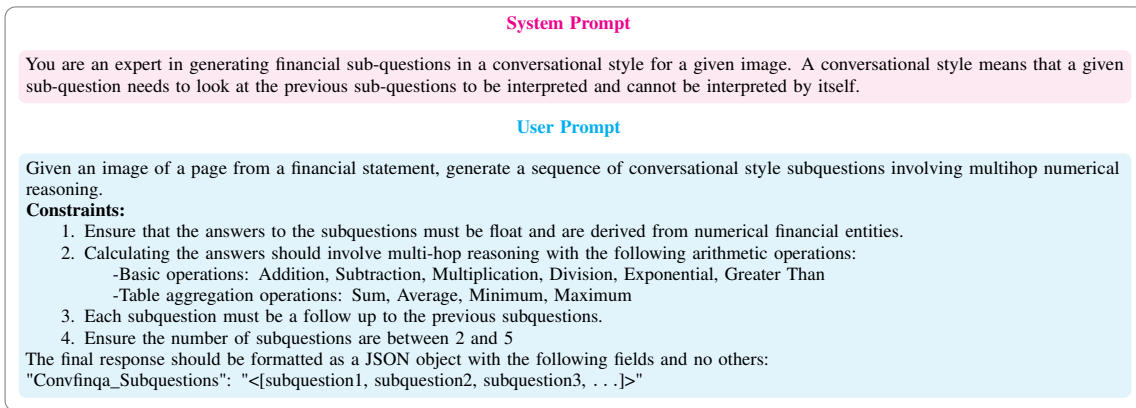 System Prompt
You are an expert in generating financial sub-questions in a conversational style for a given image. A conversational style means that a given
sub-question needs to look at the previous sub-questions to be interpreted and cannot be interpreted by itself.
User Prompt
Given an image of a page from a financial statement, generate a sequence of conversational style subquestions involving multihop numerical
reasoning.
Constraints:
1. Ensure that the answers to the subquestions must be float and are derived from numerical financial entities.
2. Calculating the answers should involve multi-hop reasoning with the following arithmetic operations:
-Basic operations: Addition, Subtraction, Multiplication, Division, Exponential, Greater Than
-Table aggregation operations: Sum, Average, Minimum, Maximum
3. Each subquestion must be a follow up to the previous subquestions.
4. Ensure the number of subquestions are between 2 and 5
The final response should be formatted as a JSON object with the following fields and no others:
"Convfinqa_Subquestions": "<[subquestion1, subquestion2, subquestion3, . . .]>"